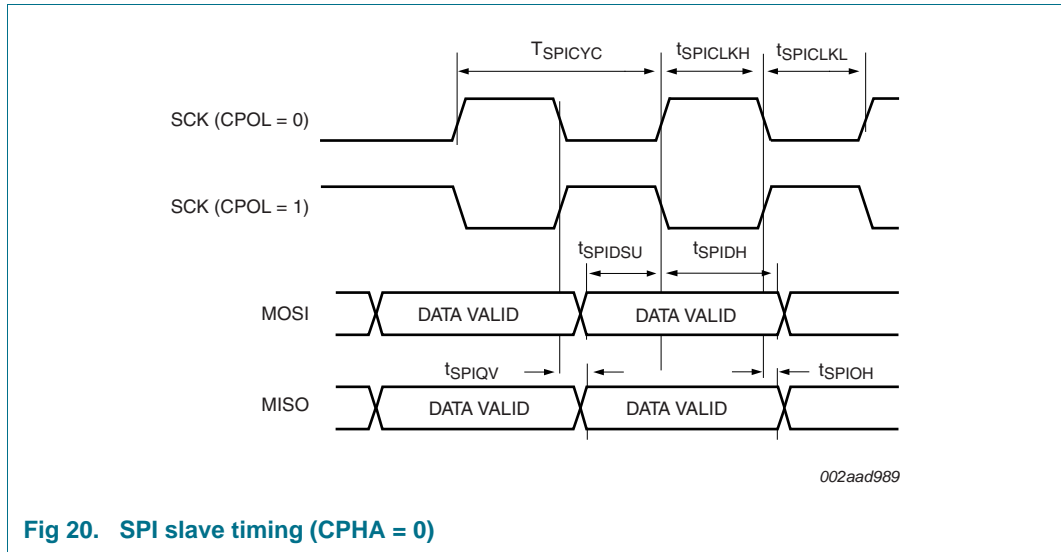 TSPICYC tSPICLKH tSPICLKL
SCK (CPOL = 0)
SCK (CPOL = 1)
tSPIDSU tSPIDH
MOSI DATA VALID DATA VALID
tSPIQV tSPIOH
MISO DATA VALID DATA VALID
002aad989
Fig 20. SPI slave timing (CPHA = 0)